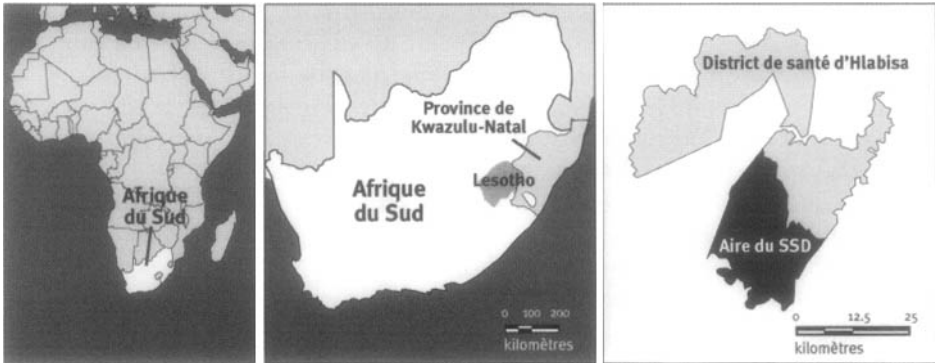 Afrique
du Sud
Province de
Kwazulu-Natal
Lesotho
Afrique
du Sud
0 100 200
kilomètres
District de santé d'Hlabisa
Aire du SSD
0 12.5 25
kilomètres